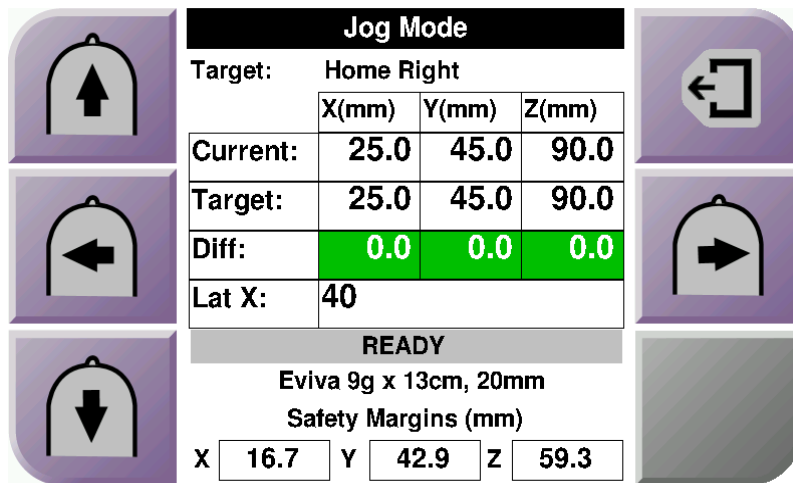 Jog Mode
Target: Home Right
X(mm) Y(mm) Z(mm)
Current: 25.0 45.0 90.0
Target: 25.0 45.0 90.0
Diff: 0.0 0.0 0.0
Lat X: 40
READY
Eviva 9g x 13cm, 20mm
Safety Margins (mm)
X 16.7 Y 42.9 Z 59.3